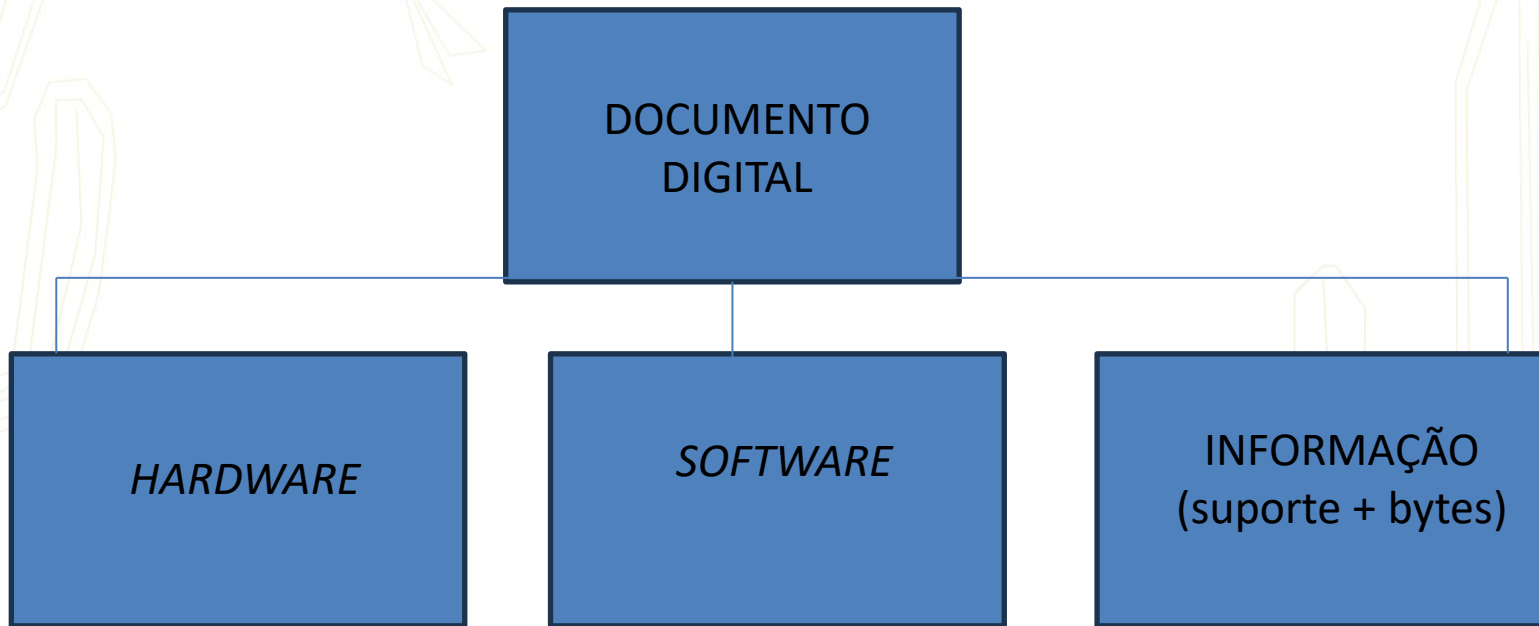 DOCUMENTO
DIGITAL
HARDWARE
SOFTWARE
INFORMAÇÃO
(suporte + bytes)